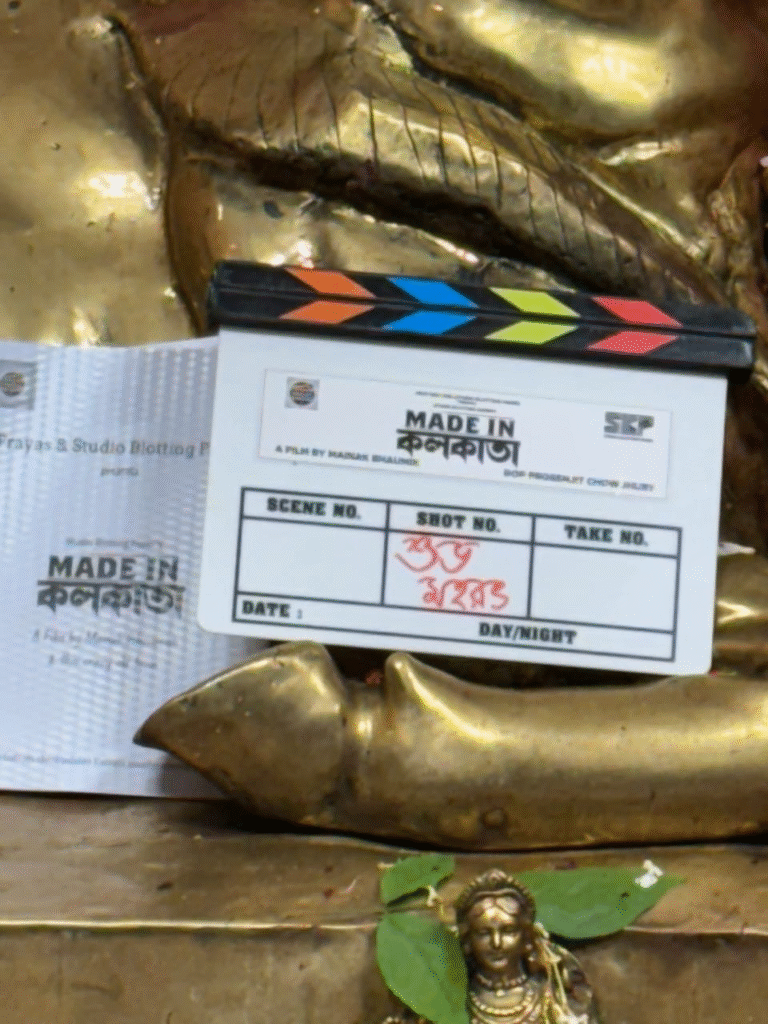 Prayas & Studio Blotting P
presents
MADE IN
কলকাতা
MADE IN
কলকাতা
SEP
A FILM BY MAINAK BHAUMIK
DOP PROSENJIT CHOWDHURY
SCENE NO.
SHOT NO.
TAKE NO.
শুভ
মহরত
DATE :
DAY/NIGHT